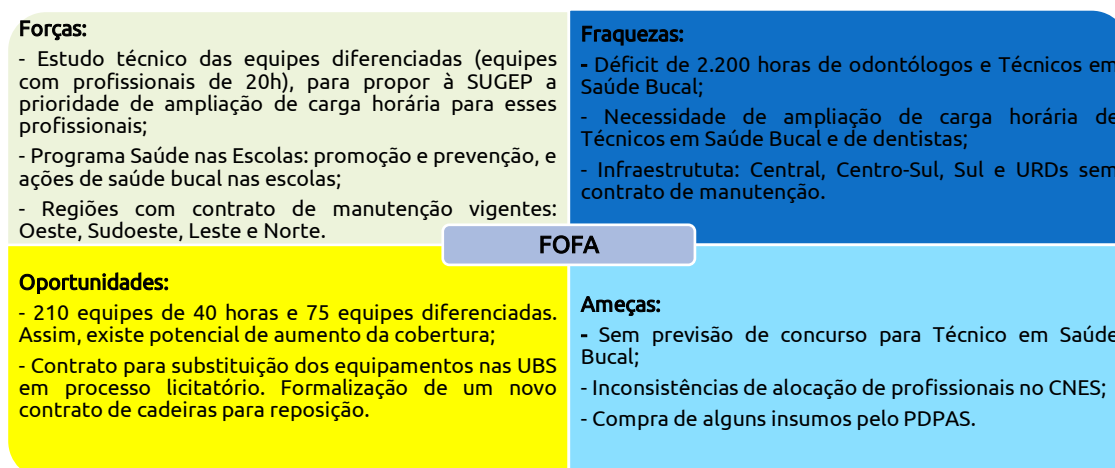 Forças:
- Estudo técnico das equipes diferenciadas (equipes
com profissionais de 20h), para propor à SUGEP a
prioridade de ampliação de carga horária para esses
profissionais;
- Programa Saúde nas Escolas: promoção e prevenção, e
ações de saúde bucal nas escolas;
- Regiões com contrato de manutenção vigentes:
Oeste, Sudoeste, Leste e Norte.
Fraquezas:
- Déficit de 2.200 horas de odontólogos e Técnicos em
Saúde Bucal;
- Necessidade de ampliação de carga horária de
Técnicos em Saúde Bucal e de dentistas;
- Infraestrututa: Central, Centro-Sul, Sul e URDs sem
contrato de manutenção.
FOFA
Oportunidades:
- 210 equipes de 40 horas e 75 equipes diferenciadas.
Assim, existe potencial de aumento da cobertura;
- Contrato para substituição dos equipamentos nas UBS
em processo licitatório. Formalização de um novo
contrato de cadeiras para reposição.
Ameças:
- Sem previsão de concurso para Técnico em Saúde
Bucal;
- Inconsistências de alocação de profissionais no CNES;
- Compra de alguns insumos pelo PDPAS.